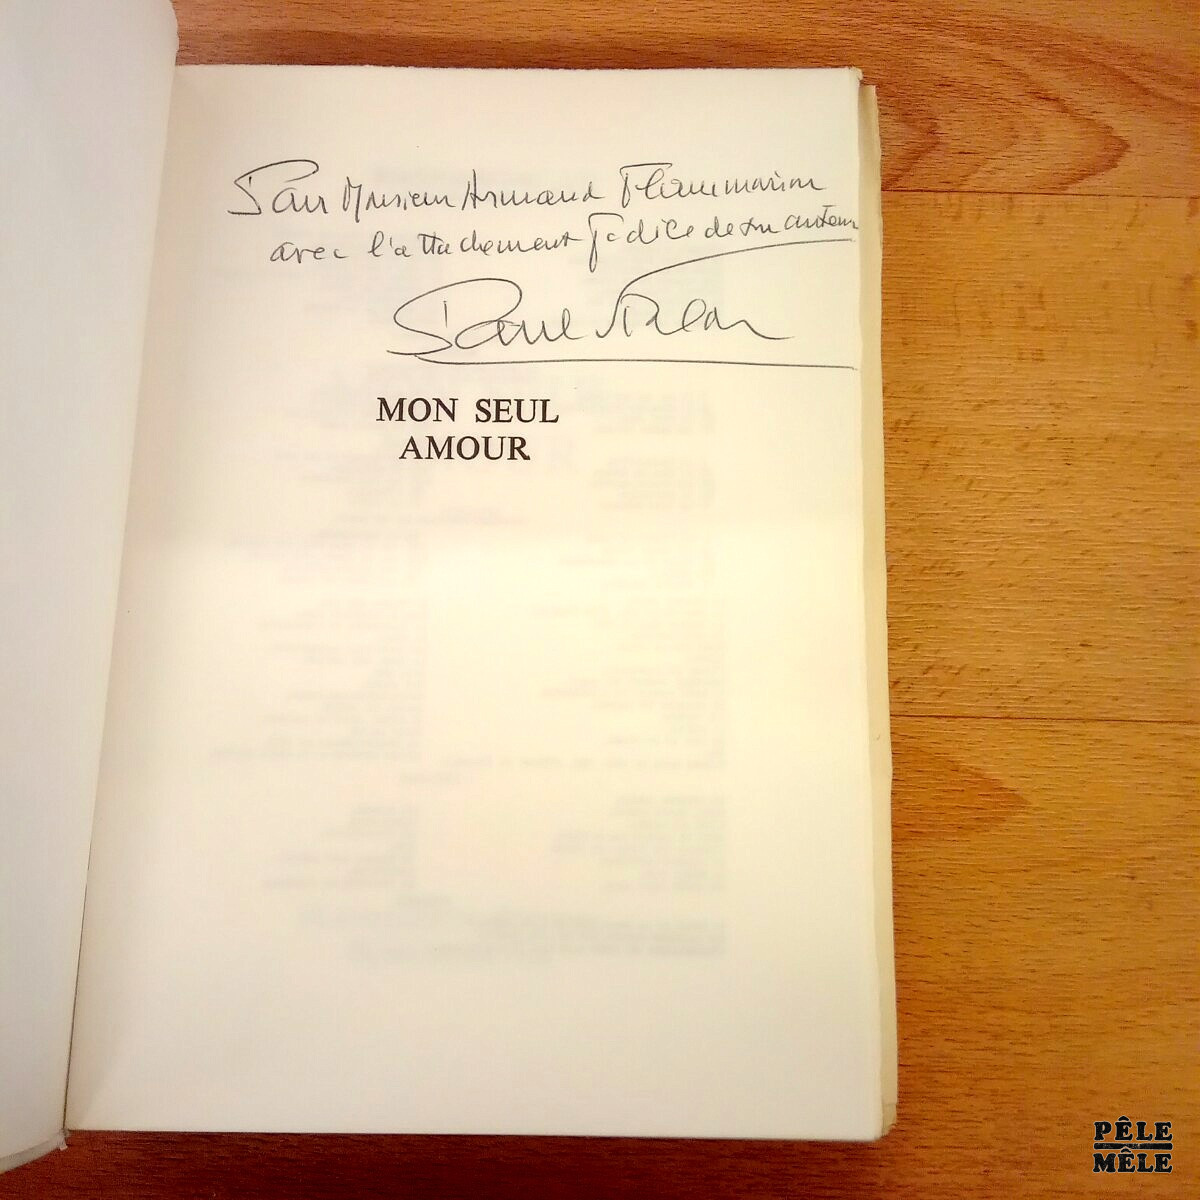 Pour Monsieur Armand Flammarion
avec l'attachement fidèle de son auteur
Paul Vialar
MON SEUL
AMOUR
PÊLE
MÊLE